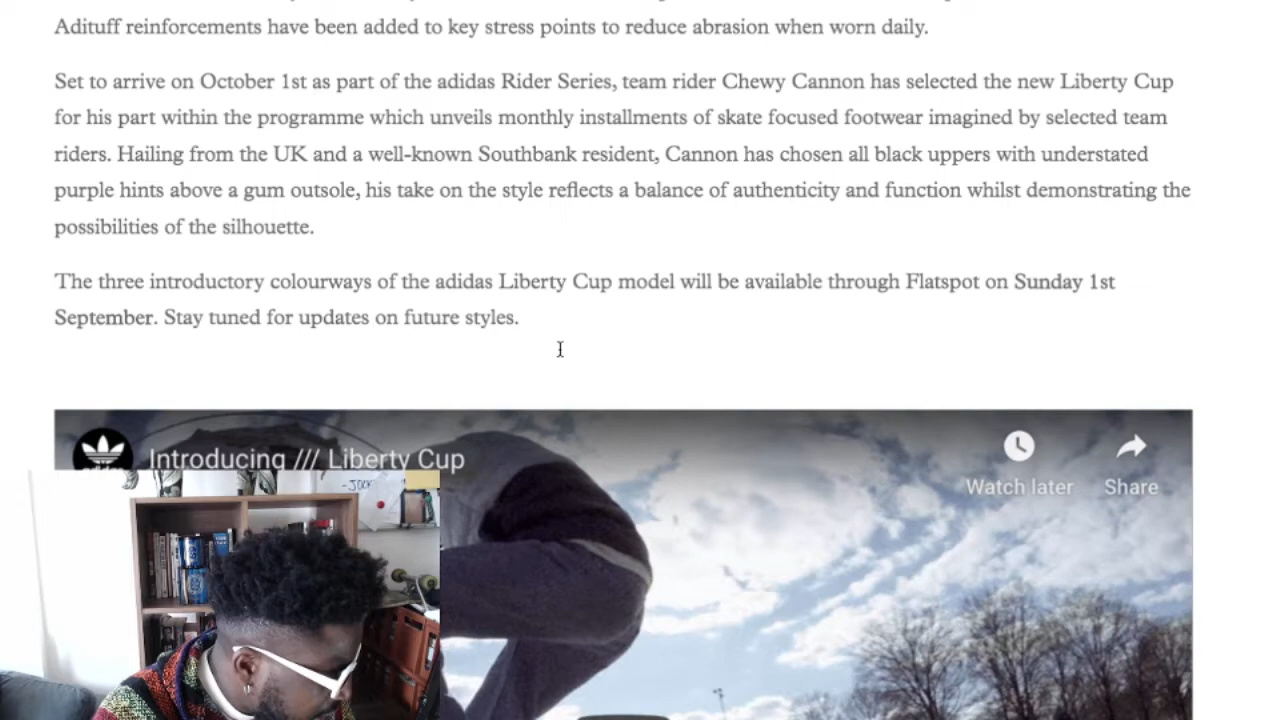 Adituff reinforcements have been added to key stress points to reduce abrasion when worn daily.
Set to arrive on October 1st as part of the adidas Rider Series, team rider Chewy Cannon has selected the new Liberty Cup
for his part within the programme which unveils monthly installments of skate focused footwear imagined by selected team
riders. Hailing from the UK and a well-known Southbank resident, Cannon has chosen all black uppers with understated
purple hints above a gum outsole, his take on the style reflects a balance of authenticity and function whilst demonstrating the
possibilities of the silhouette.
The three introductory colourways of the adidas Liberty Cup model will be available through Flatspot on Sunday 1st
September. Stay tuned for updates on future styles.
Introducing /// Liberty Cup
Watch later
Share